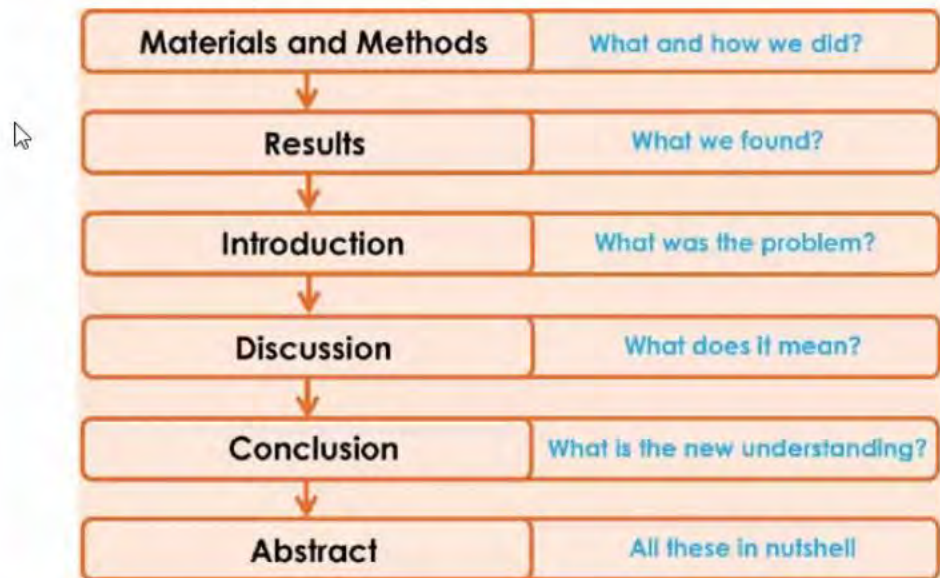 Materials and Methods What and how we did?
Results What we found?
Introduction What was the problem?
Discussion What does it mean?
Conclusion What is the new understanding?
Abstract All these in nutshell